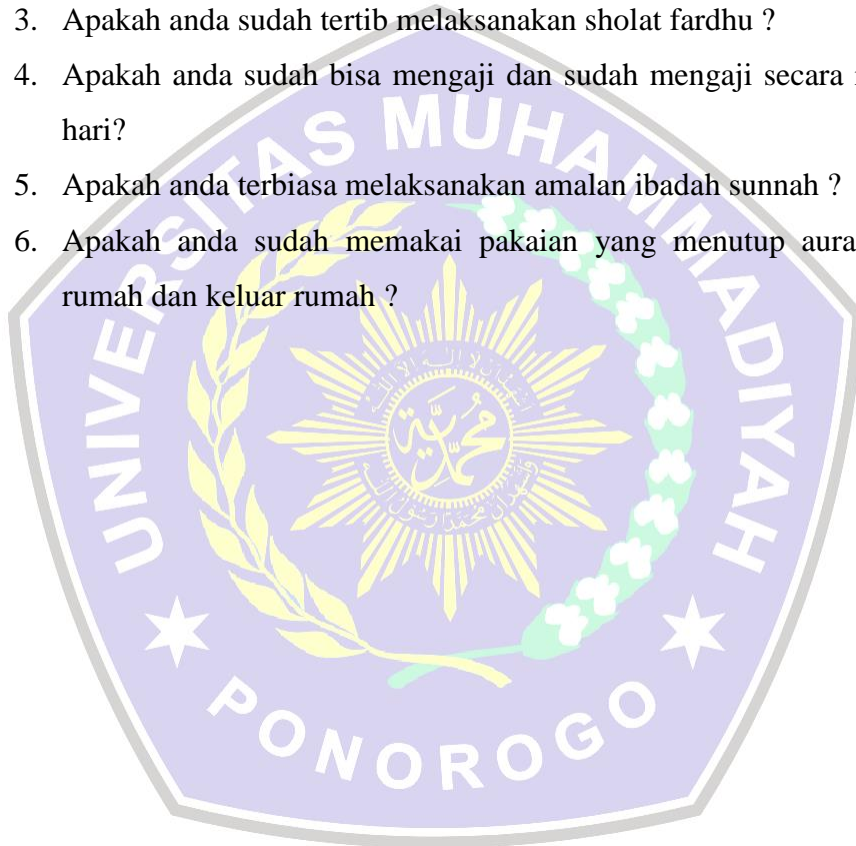 3. Apakah anda sudah tertib melaksanakan sholat fardhu ?
4. Apakah anda sudah bisa mengaji dan sudah mengaji secara
hari?
5. Apakah anda terbiasa melaksanakan amalan ibadah sunnah ?
6. Apakah anda sudah memakai pakaian yang menutup aura
rumah dan keluar rumah ?
UNIVERSITAS MUHAMMADIYAH
محمدية
PONOROGO